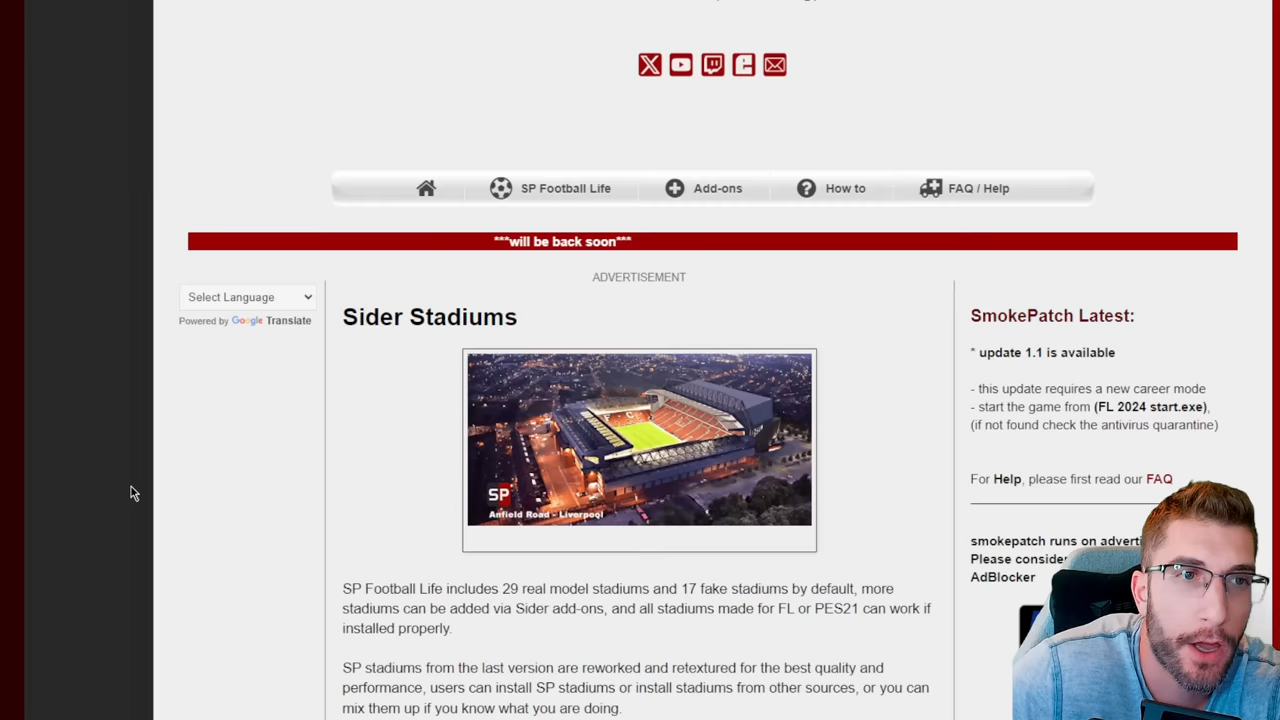 SP Football Life
Add-ons
How to
FAQ / Help
***will be back soon***
ADVERTISEMENT
Select Language
Powered by Google Translate
Sider Stadiums
SP
Anfield Road - Liverpool
SP Football Life includes 29 real model stadiums and 17 fake stadiums by default, more
stadiums can be added via Sider add-ons, and all stadiums made for FL or PES21 can work if
installed properly.
SP stadiums from the last version are reworked and retextured for the best quality and
performance, users can install SP stadiums or install stadiums from other sources, or you can
mix them up if you know what you are doing.
SmokePatch Latest:
* update 1.1 is available
- this update requires a new career mode
- start the game from (FL 2024 start.exe),
(if not found check the antivirus quarantine)
For Help, please first read our FAQ
smokepatch runs on
Please
AdBlocker